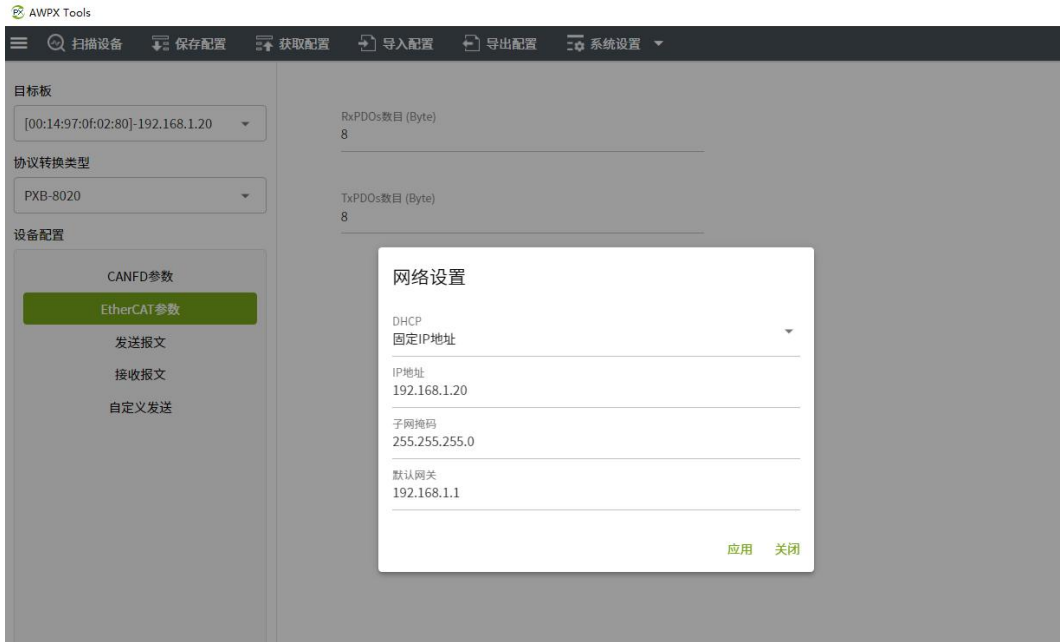 AWPX Tools
扫描设备 保存配置 获取配置 导入配置 导出配置 系统设置
目标板
[00:14:97:0f:02:80]-192.168.1.20
协议转换类型
PXB-8020
设备配置
CANFD参数
EtherCAT参数
发送报文
接收报文
自定义发送
RxPDOs数目 (Byte)
8
TxPDOs数目 (Byte)
8
网络设置
DHCP
固定IP地址
IP地址
192.168.1.20
子网掩码
255.255.255.0
默认网关
192.168.1.1
应用 关闭